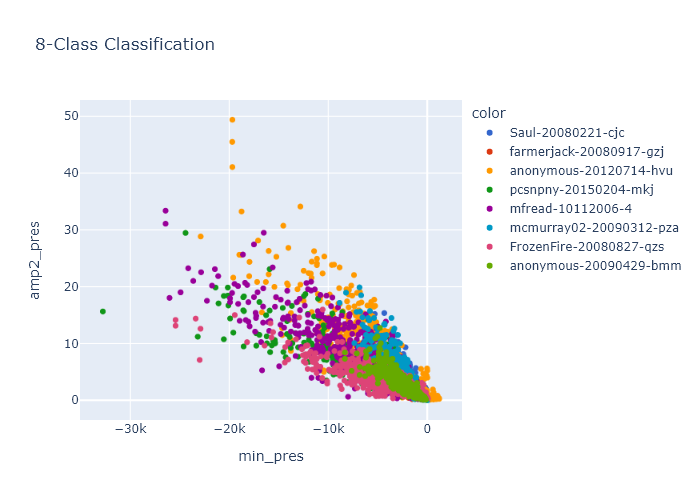 8-Class Classification
color
Saul-20080221-cjc
farmerjack-20080917-gzj
anonymous-20120714-hvu
pcsnpny-20150204-mkj
mfread-10112006-4
mcmurray02-20090312-pza
FrozenFire-20080827-qzs
anonymous-20090429-bmm
amp2_pres
50
40
30
20
10
0
−30k
−20k
−10k
0
min_pres